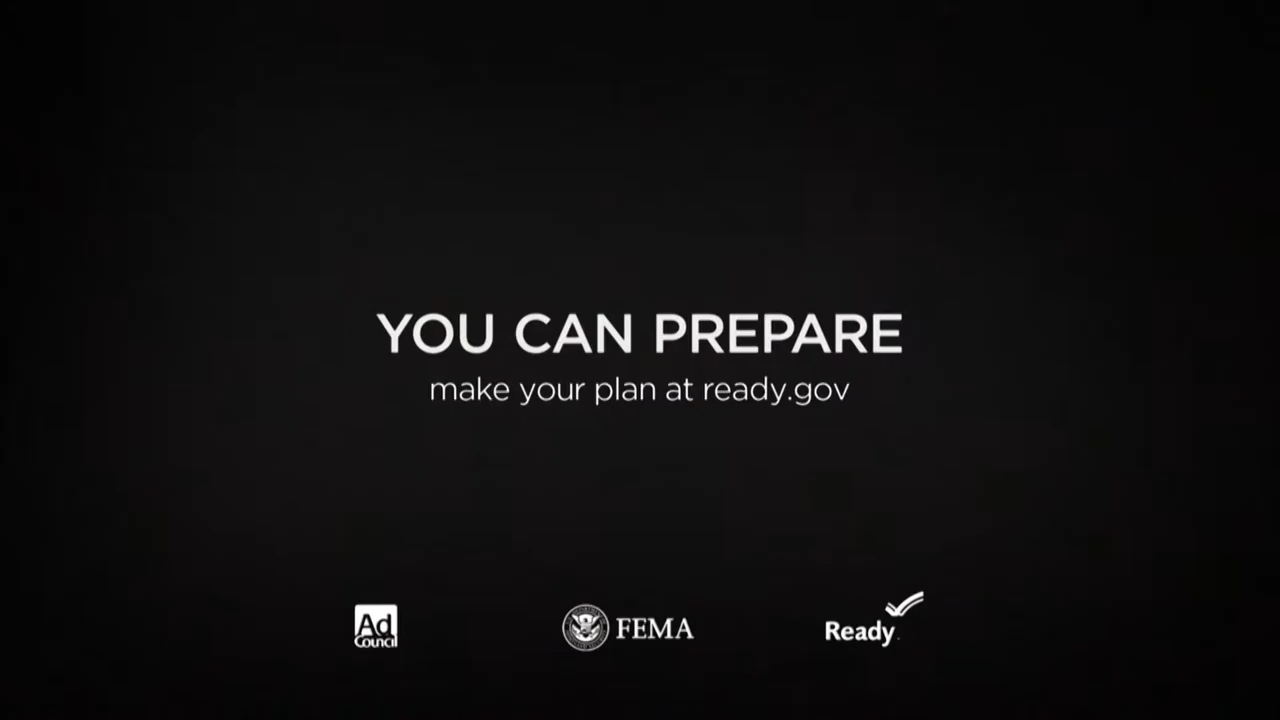 YOU CAN PREPARE
make your plan at ready.gov
Ad Council
FEMA
Ready